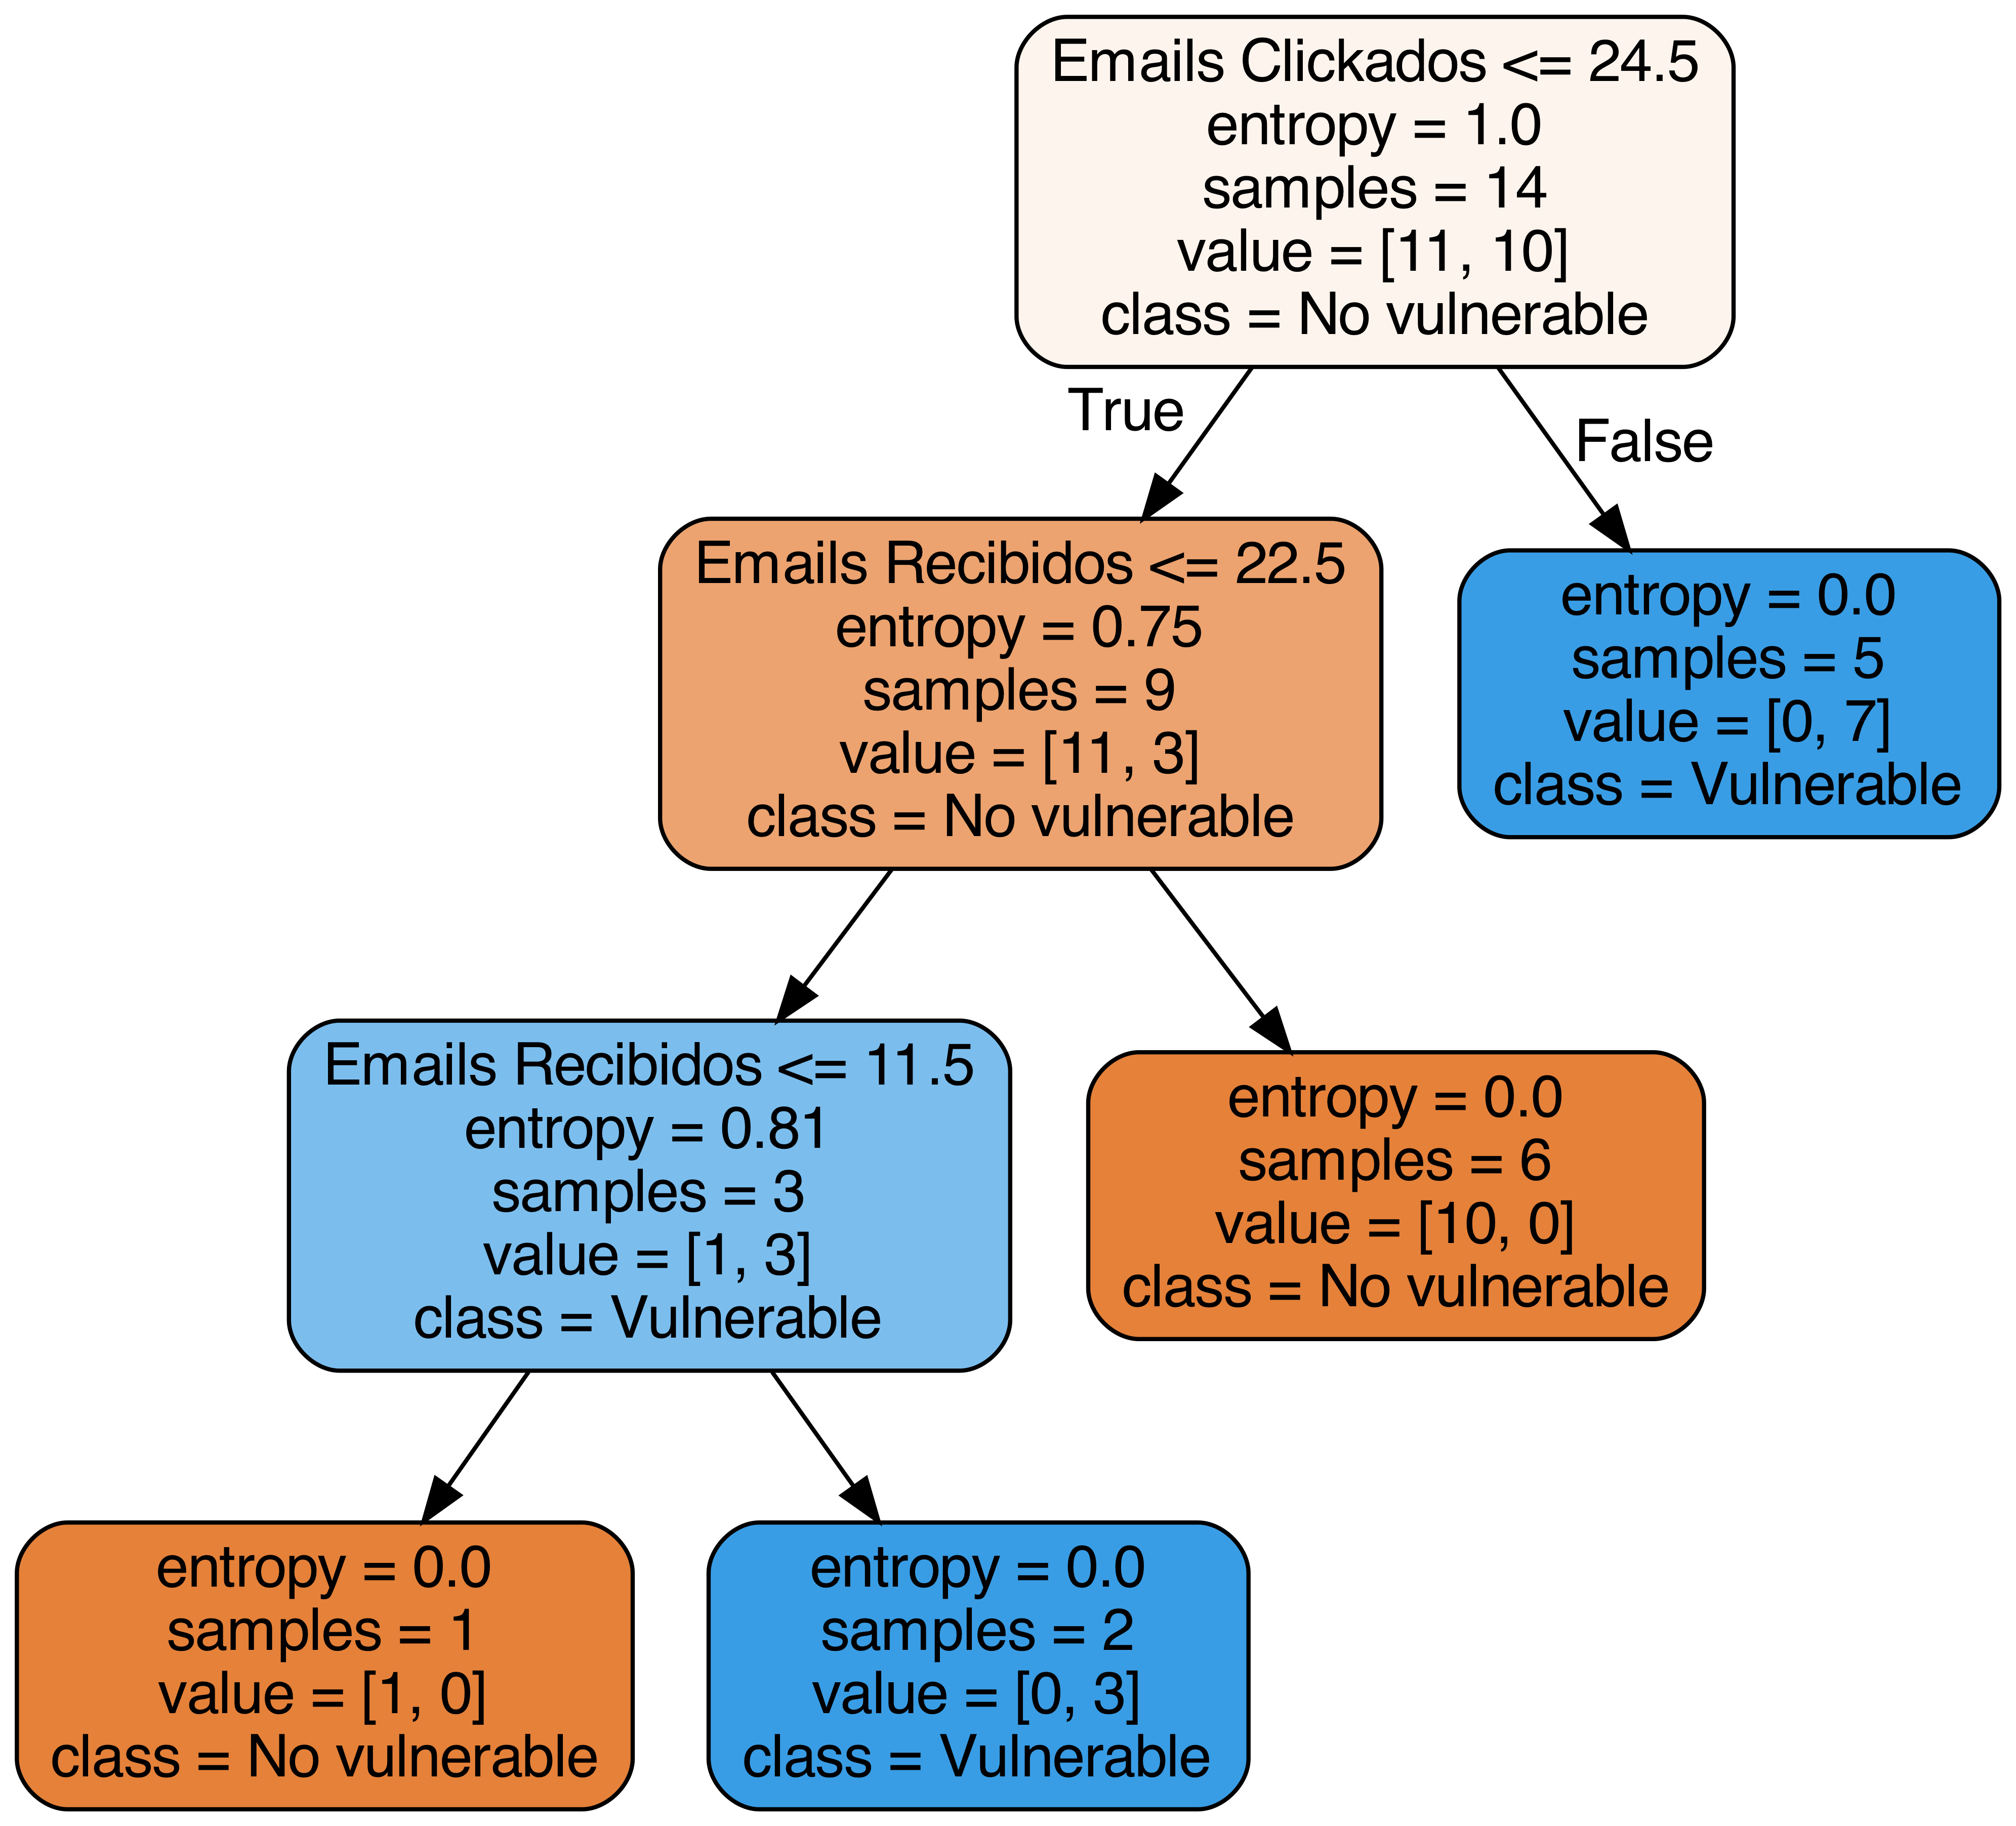 Emails Clickados <= 24.5
entropy = 1.0
samples = 14
value = [11, 10]
class = No vulnerable
True
False
Emails Recibidos <= 22.5
entropy = 0.75
samples = 9
value = [11, 3]
class = No vulnerable
entropy = 0.0
samples = 5
value = [0, 7]
class = Vulnerable
Emails Recibidos <= 11.5
entropy = 0.81
samples = 3
value = [1, 3]
class = Vulnerable
entropy = 0.0
samples = 6
value = [10, 0]
class = No vulnerable
entropy = 0.0
samples = 1
value = [1, 0]
class = No vulnerable
entropy = 0.0
samples = 2
value = [0, 3]
class = Vulnerable